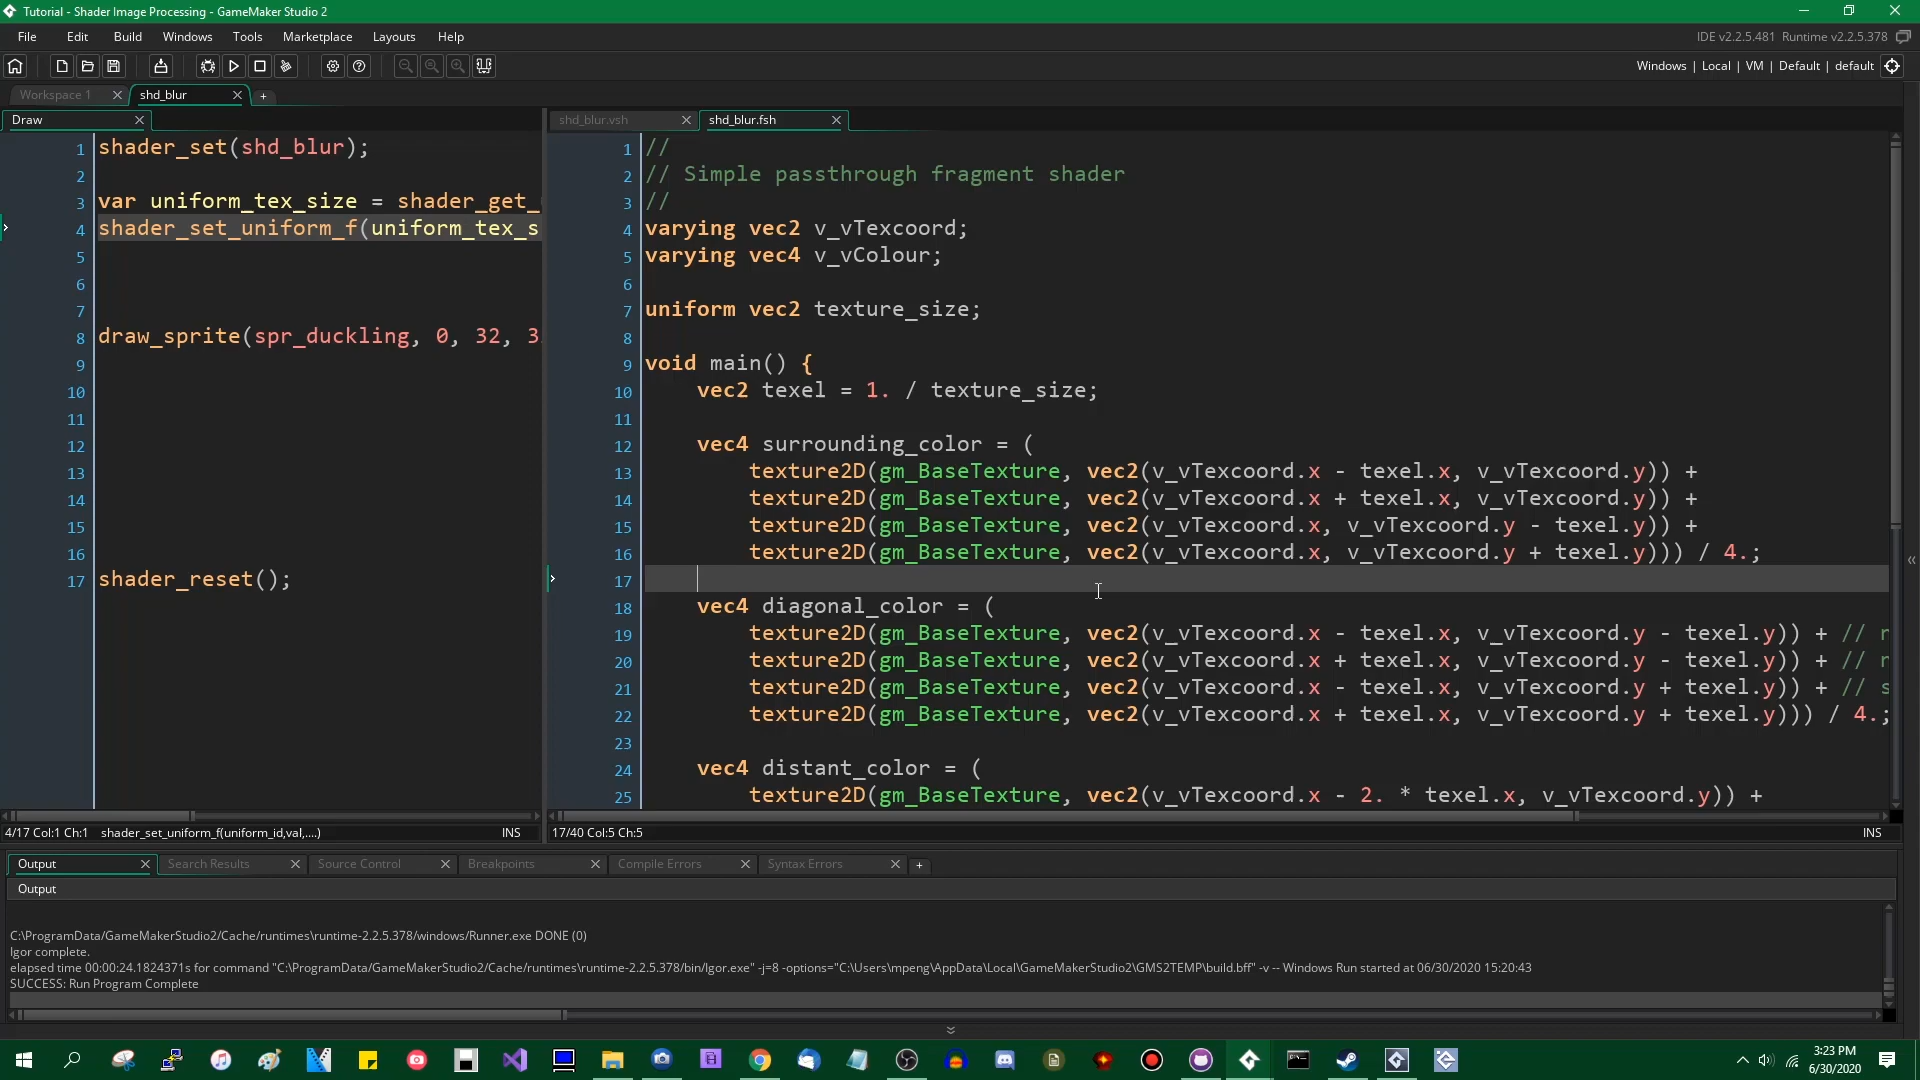 Tutorial - Shader Image Processing - GameMaker Studio 2
File Edit Build Windows Tools Marketplace Layouts Help
IDE v2.2.5.481 Runtime v2.2.5.378
Windows | Local | VM | Default | default
Workspace 1
shd_blur
Draw
1 shader_set(shd_blur);
2
3 var uniform_tex_size = shader_get_
4 shader_set_uniform_f(uniform_tex_s
5
6
7
8 draw_sprite(spr_duckling, 0, 32, 3
9
10
11
12
13
14
15
16
17 shader_reset();
4/17 Col:1 Ch:1 shader_set_uniform_f(uniform_id,val,....) INS
shd_blur.vsh
shd_blur.fsh
1 //
2 // Simple passthrough fragment shader
3 //
4 varying vec2 v_vTexcoord;
5 varying vec4 v_vColour;
6
7 uniform vec2 texture_size;
8
9 void main() {
10 vec2 texel = 1. / texture_size;
11
12 vec4 surrounding_color = (
13 texture2D(gm_BaseTexture, vec2(v_vTexcoord.x - texel.x, v_vTexcoord.y)) +
14 texture2D(gm_BaseTexture, vec2(v_vTexcoord.x + texel.x, v_vTexcoord.y)) +
15 texture2D(gm_BaseTexture, vec2(v_vTexcoord.x, v_vTexcoord.y - texel.y)) +
16 texture2D(gm_BaseTexture, vec2(v_vTexcoord.x, v_vTexcoord.y + texel.y))) / 4.;
17
18 vec4 diagonal_color = (
19 texture2D(gm_BaseTexture, vec2(v_vTexcoord.x - texel.x, v_vTexcoord.y - texel.y)) + // n
20 texture2D(gm_BaseTexture, vec2(v_vTexcoord.x + texel.x, v_vTexcoord.y - texel.y)) + // n
21 texture2D(gm_BaseTexture, vec2(v_vTexcoord.x - texel.x, v_vTexcoord.y + texel.y)) + // s
22 texture2D(gm_BaseTexture, vec2(v_vTexcoord.x + texel.x, v_vTexcoord.y + texel.y))) / 4.;
23
24 vec4 distant_color = (
25 texture2D(gm_BaseTexture, vec2(v_vTexcoord.x - 2. * texel.x, v_vTexcoord.y)) +
17/40 Col:5 Ch:5 INS
Output Search Results Source Control Breakpoints Compile Errors Syntax Errors
Output
C:\ProgramData/GameMakerStudio2/Cache/runtimes\runtime-2.2.5.378/windows/Runner.exe DONE (0)
Igor complete.
elapsed time 00:00:24.1824371s for command "C:\ProgramData/GameMakerStudio2/Cache/runtimes\runtime-2.2.5.378/bin/Igor.exe" -j=8 -options="C:\Users\mpeng\AppData\Local\GameMakerStudio2\GMS2TEMP\build.bff" -v -- Windows Run started at 06/30/2020 15:20:43
SUCCESS: Run Program Complete
3:23 PM
6/30/2020